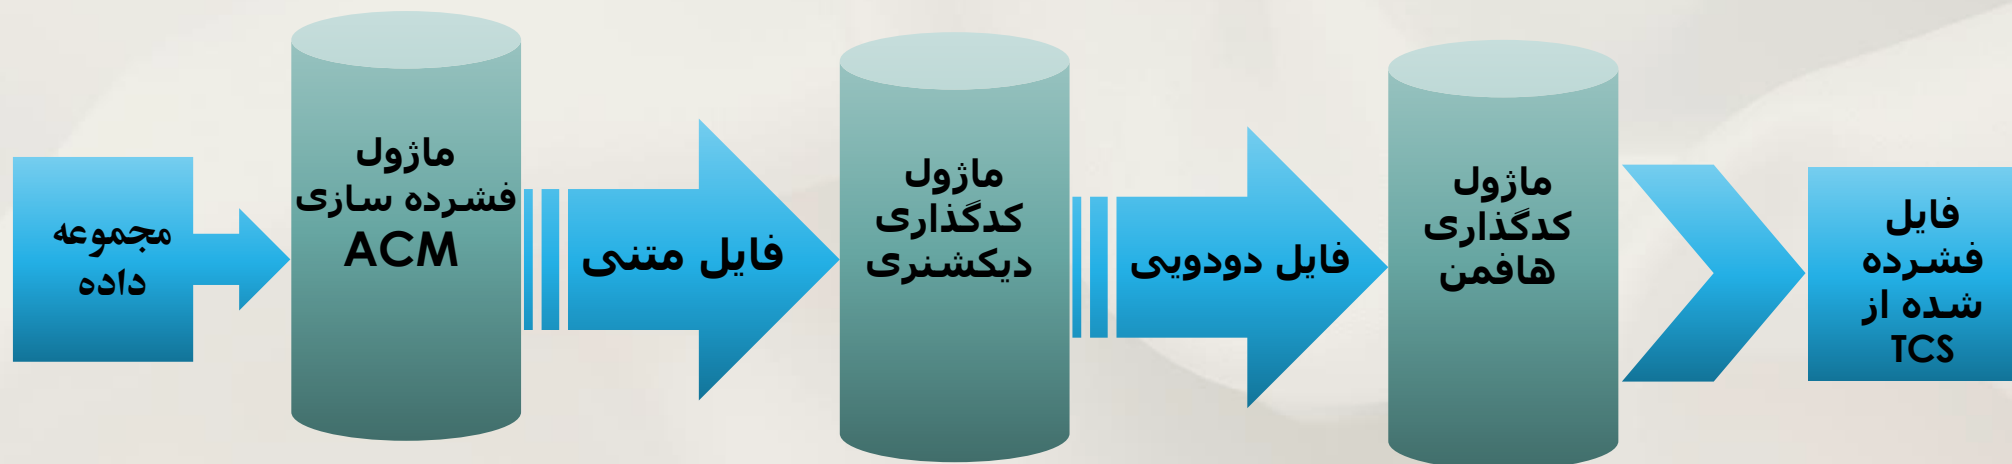 مجموعه
داده
ماژول
فشرده سازی
ACM
فایل متنی
ماژول
کدگذاری
دیکشنری
فایل دودویی
ماژول
کدگذاری
هافمن
فایل
فشرده
شده از
TCS